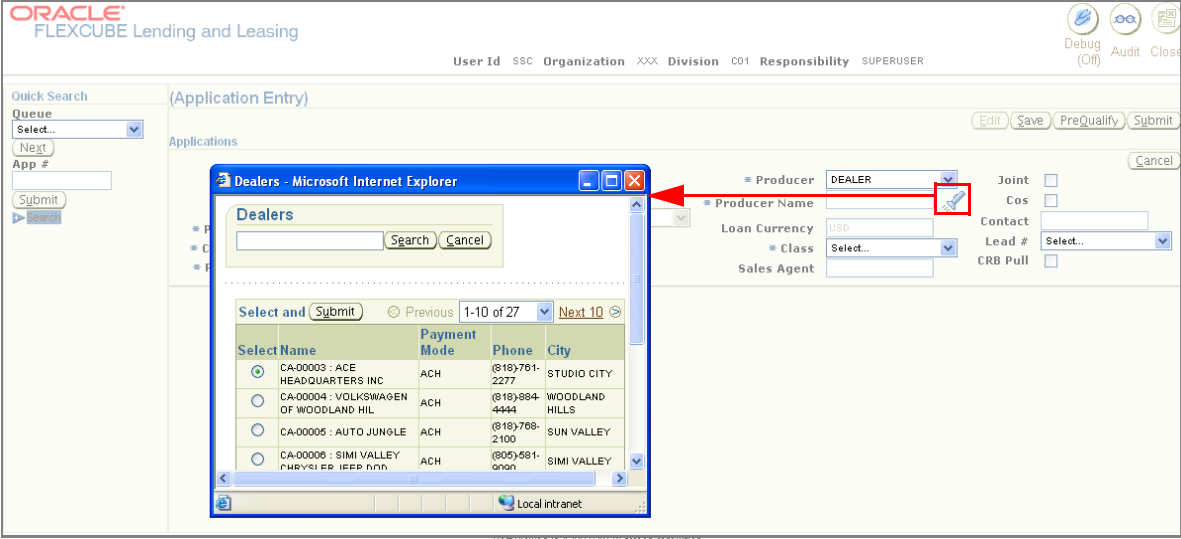 ORACLE
FLEXCUBE Lending and Leasing
Debug (Off)
Audit
Close
User Id SSC Organization XXX Division C01 Responsibility SUPERUSER
Quick Search
Queue
Select...
Next
App #
Submit
Search
(Application Entry)
Edit Save PreQualify Submit
Applications
Cancel
* Producer DEALER
* Producer Name
Loan Currency USD
* Class Select...
Sales Agent
Joint
Cos
Contact
Lead # Select...
CRB Pull
* P
* C
Dealers - Microsoft Internet Explorer
Dealers
Search Cancel
Select and Submit Previous 1-10 of 27 Next 10
Select Name Payment Mode Phone City
CA-00003 : ACE HEADQUARTERS INC ACH (818)-761-2277 STUDIO CITY
CA-00004 : VOLKSWAGEN OF WOODLAND HIL ACH (818)-884-4444 WOODLAND HILLS
CA-00005 : AUTO JUNGLE ACH (818)-768-2100 SUN VALLEY
CA-00006 : SIMI VALLEY CHRYSLER JEEP DOD ACH (805)-581-9090 SIMI VALLEY
Local intranet